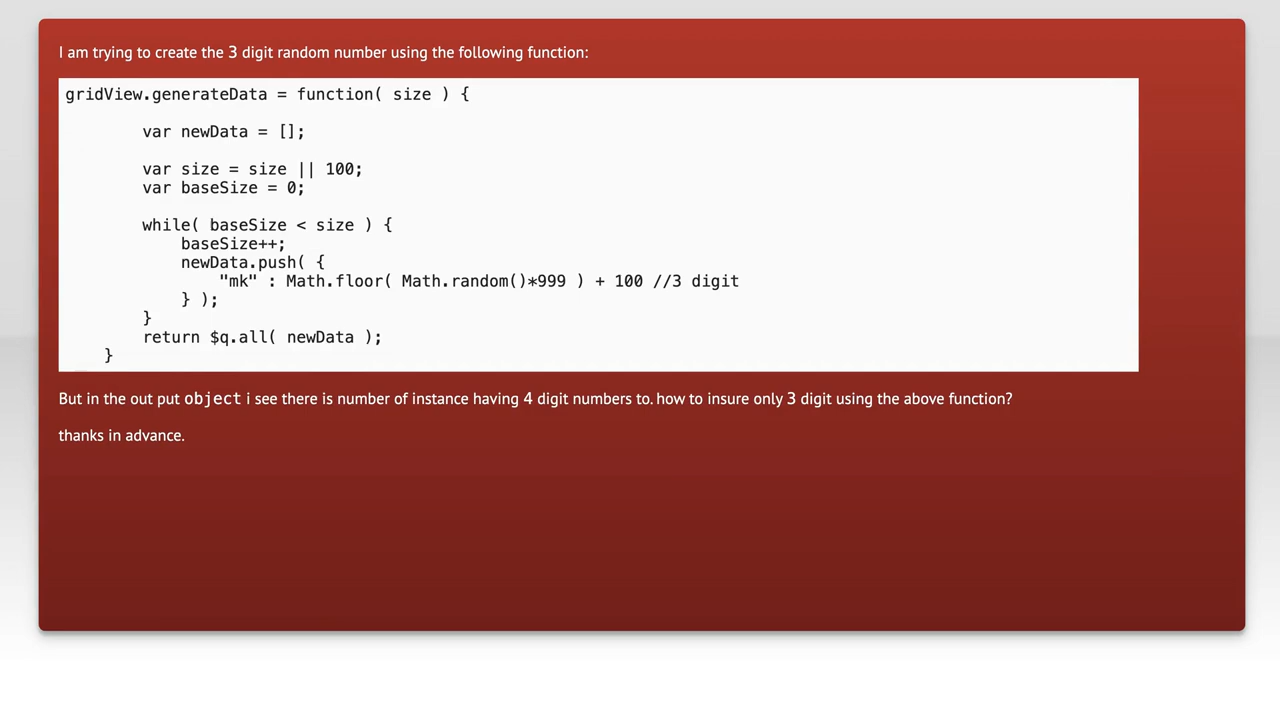 I am trying to create the 3 digit random number using the following function:
gridView.generateData = function( size ) {
var newData = [];
var size = size || 100;
var baseSize = 0;
while( baseSize < size ) {
baseSize++;
newData.push( {
"mk" : Math.floor( Math.random()*999 ) + 100 //3 digit
} );
}
return $q.all( newData );
}
But in the out put object i see there is number of instance having 4 digit numbers to. how to insure only 3 digit using the above function?
thanks in advance.